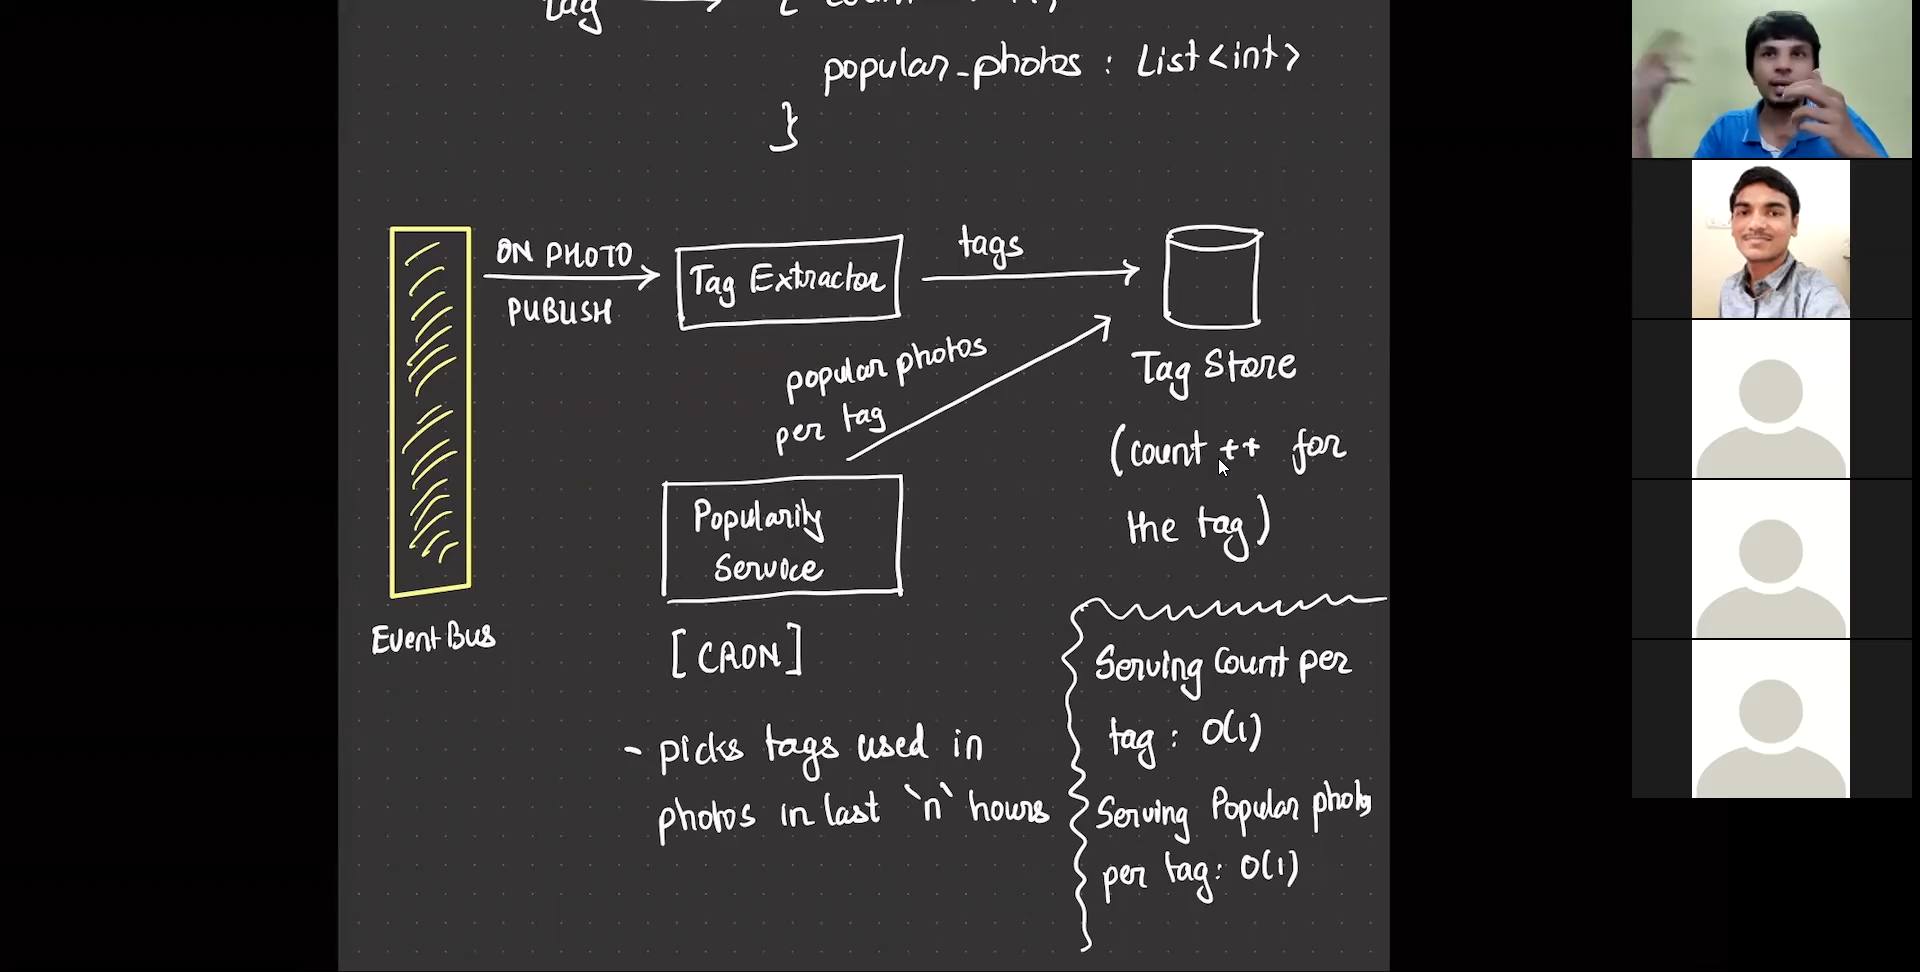 tag { count
popular_photos : List<int>
}
ON PHOTO
PUBLISH
Tag Extractor
tags
popular photos
per tag
Tag Store
(count ++ for
the tag)
Popularity
Service
Event Bus
[CRON]
- picks tags used in
photos in last `n` hours
Serving Count per
tag : O(1)
Serving Popular photos
per tag: O(1)